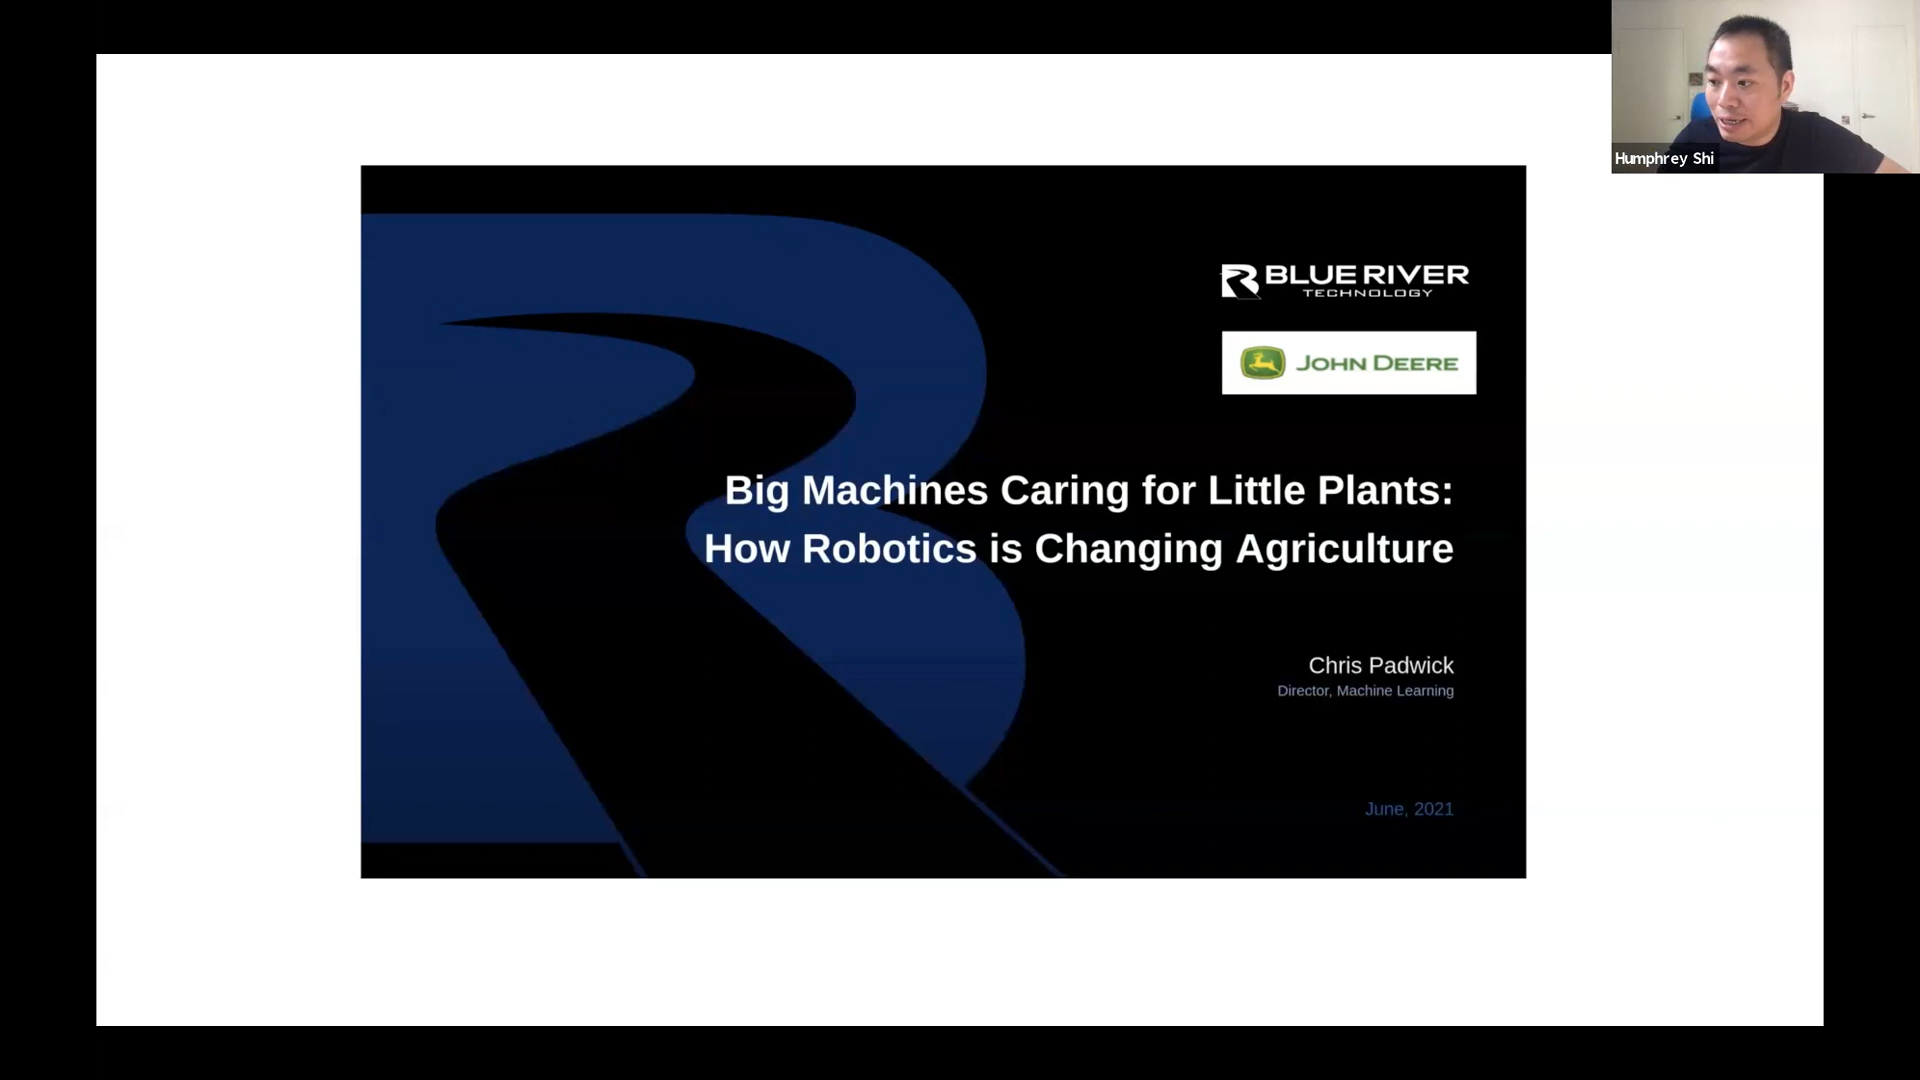 Humphrey Shi
BLUE RIVER
TECHNOLOGY
JOHN DEERE
Big Machines Caring for Little Plants:
How Robotics is Changing Agriculture
Chris Padwick
Director, Machine Learning
June, 2021